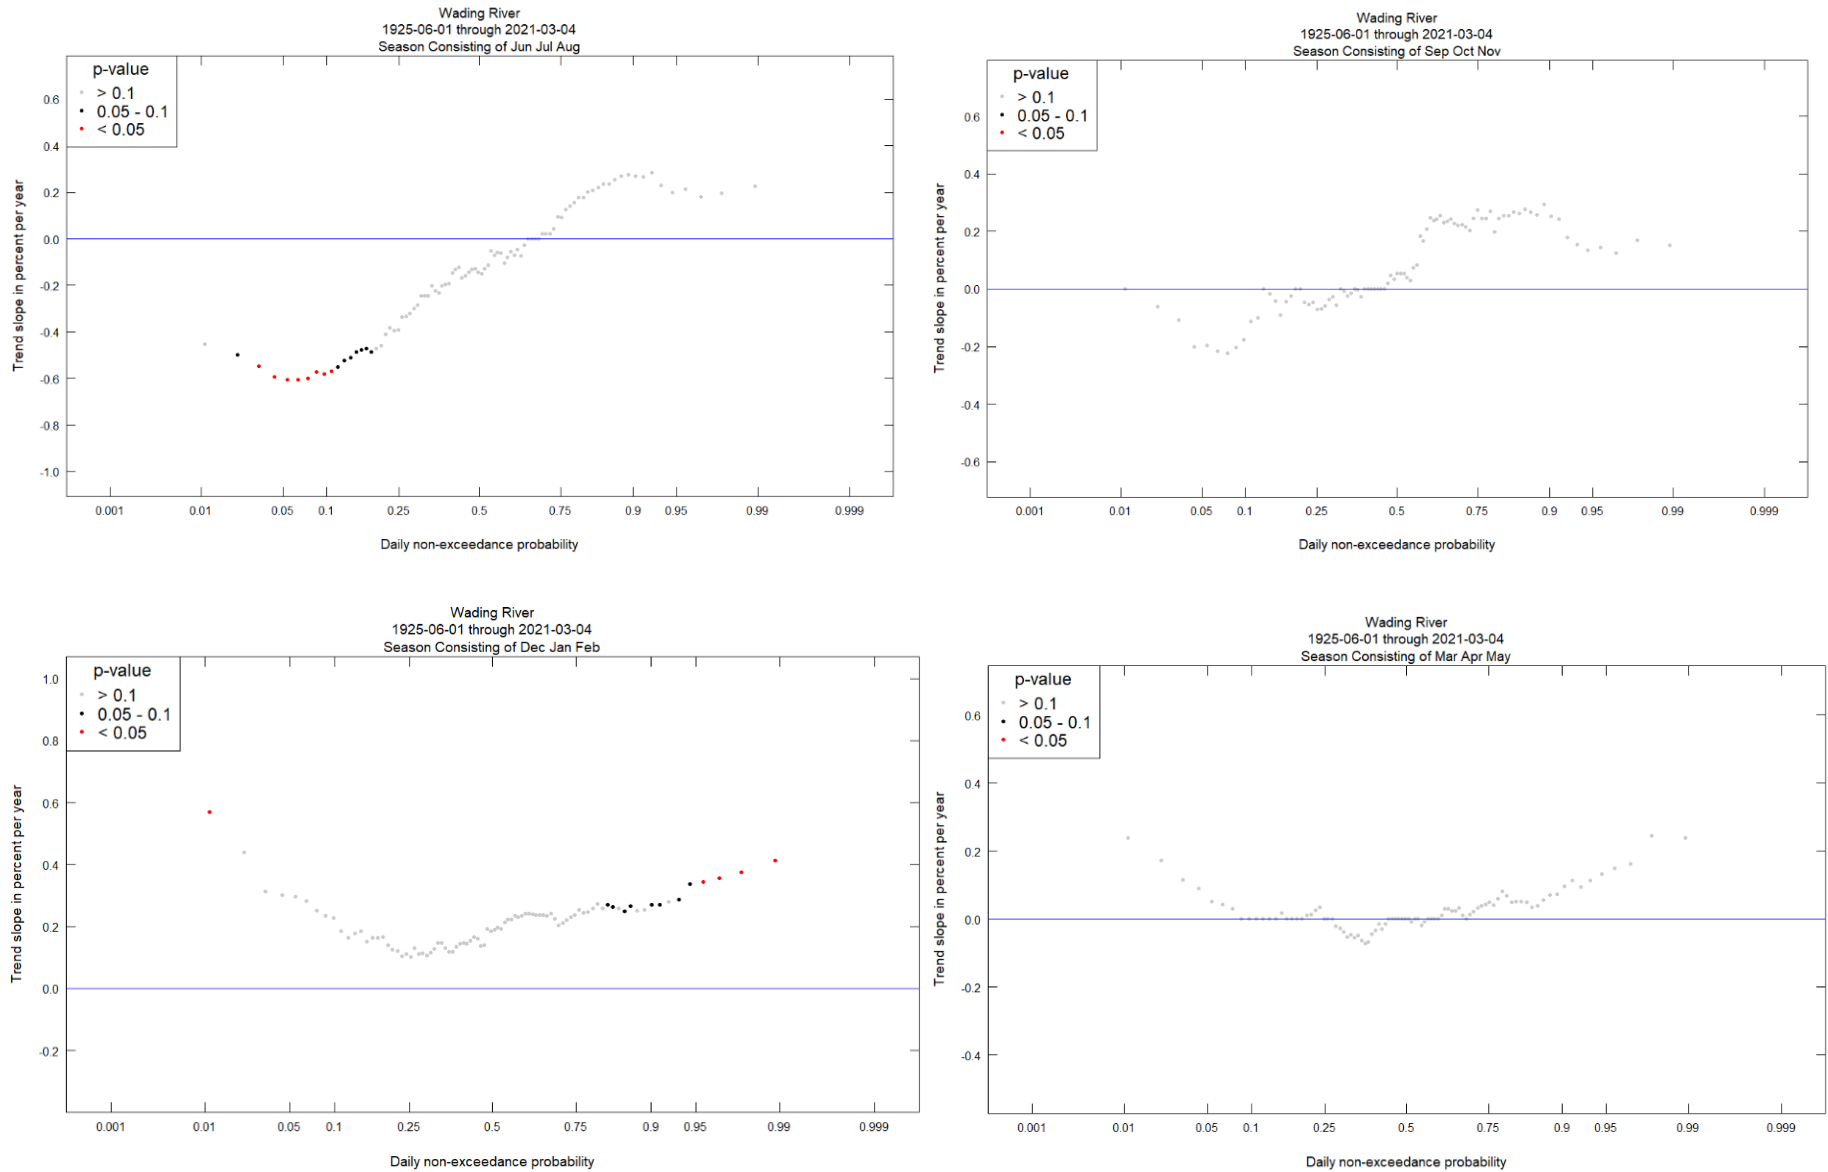 Wading River
1925-06-01 through 2021-03-04
Season Consisting of Jun Jul Aug
p-value
> 0.1
0.05 - 0.1
< 0.05
0.6
0.4
0.2
0.0
-0.2
-0.4
-0.6
-0.8
-1.0
Trend slope in percent per year
0.001 0.01 0.05 0.1 0.25 0.5 0.75 0.9 0.95 0.99 0.999
Daily non-exceedance probability
Wading River
1925-06-01 through 2021-03-04
Season Consisting of Sep Oct Nov
p-value
> 0.1
0.05 - 0.1
< 0.05
0.6
0.4
0.2
0.0
-0.2
-0.4
-0.6
Trend slope in percent per year
0.001 0.01 0.05 0.1 0.25 0.5 0.75 0.9 0.95 0.99 0.999
Daily non-exceedance probability
Wading River
1925-06-01 through 2021-03-04
Season Consisting of Dec Jan Feb
p-value
> 0.1
0.05 - 0.1
< 0.05
1.0
0.8
0.6
0.4
0.2
0.0
-0.2
Trend slope in percent per year
0.001 0.01 0.05 0.1 0.25 0.5 0.75 0.9 0.95 0.99 0.999
Daily non-exceedance probability
Wading River
1925-06-01 through 2021-03-04
Season Consisting of Mar Apr May
p-value
> 0.1
0.05 - 0.1
< 0.05
0.6
0.4
0.2
0.0
-0.2
-0.4
Trend slope in percent per year
0.001 0.01 0.05 0.1 0.25 0.5 0.75 0.9 0.95 0.99 0.999
Daily non-exceedance probability